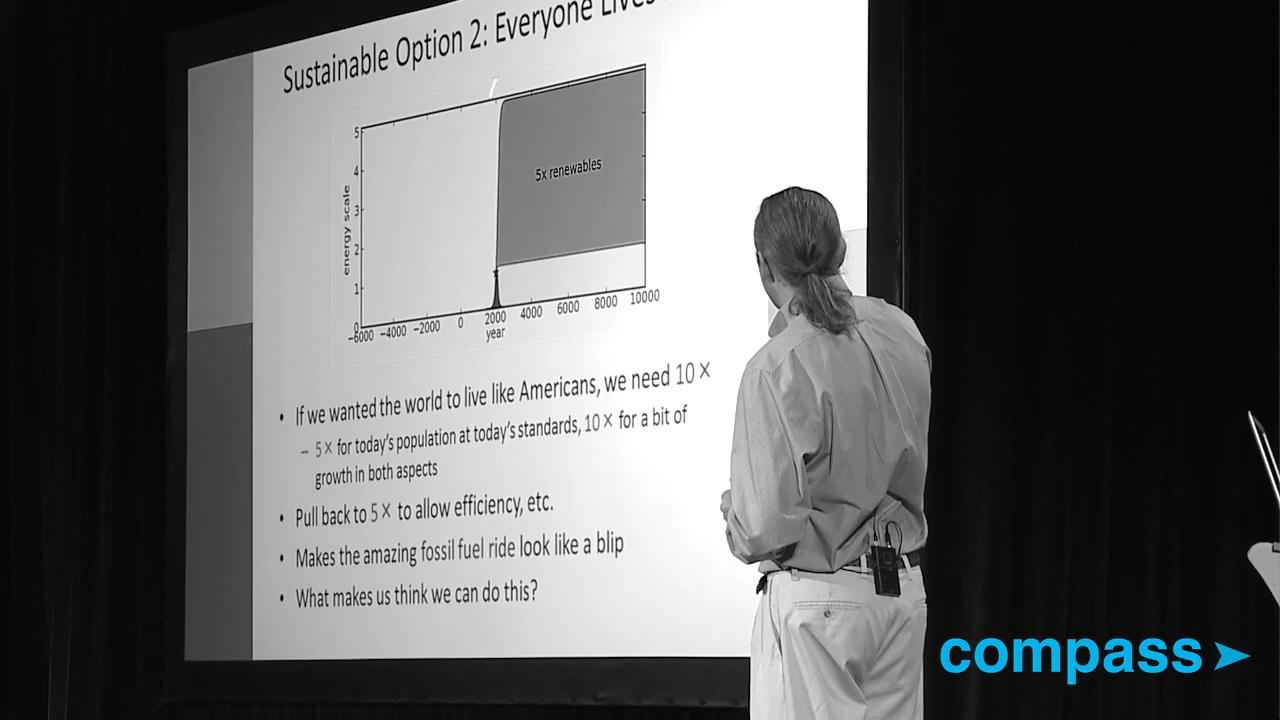 Sustainable Option 2: Everyone Lives
5
4
3
2
1
0
energy scale
5x renewables
−6000 −4000 −2000 0 2000 4000 6000 8000 10000
year
• If we wanted the world to live like Americans, we need 10 ×
– 5 × for today's population at today's standards, 10 × for a bit of
growth in both aspects
• Pull back to 5 × to allow efficiency, etc.
• Makes the amazing fossil fuel ride look like a blip
• What makes us think we can do this?
compass